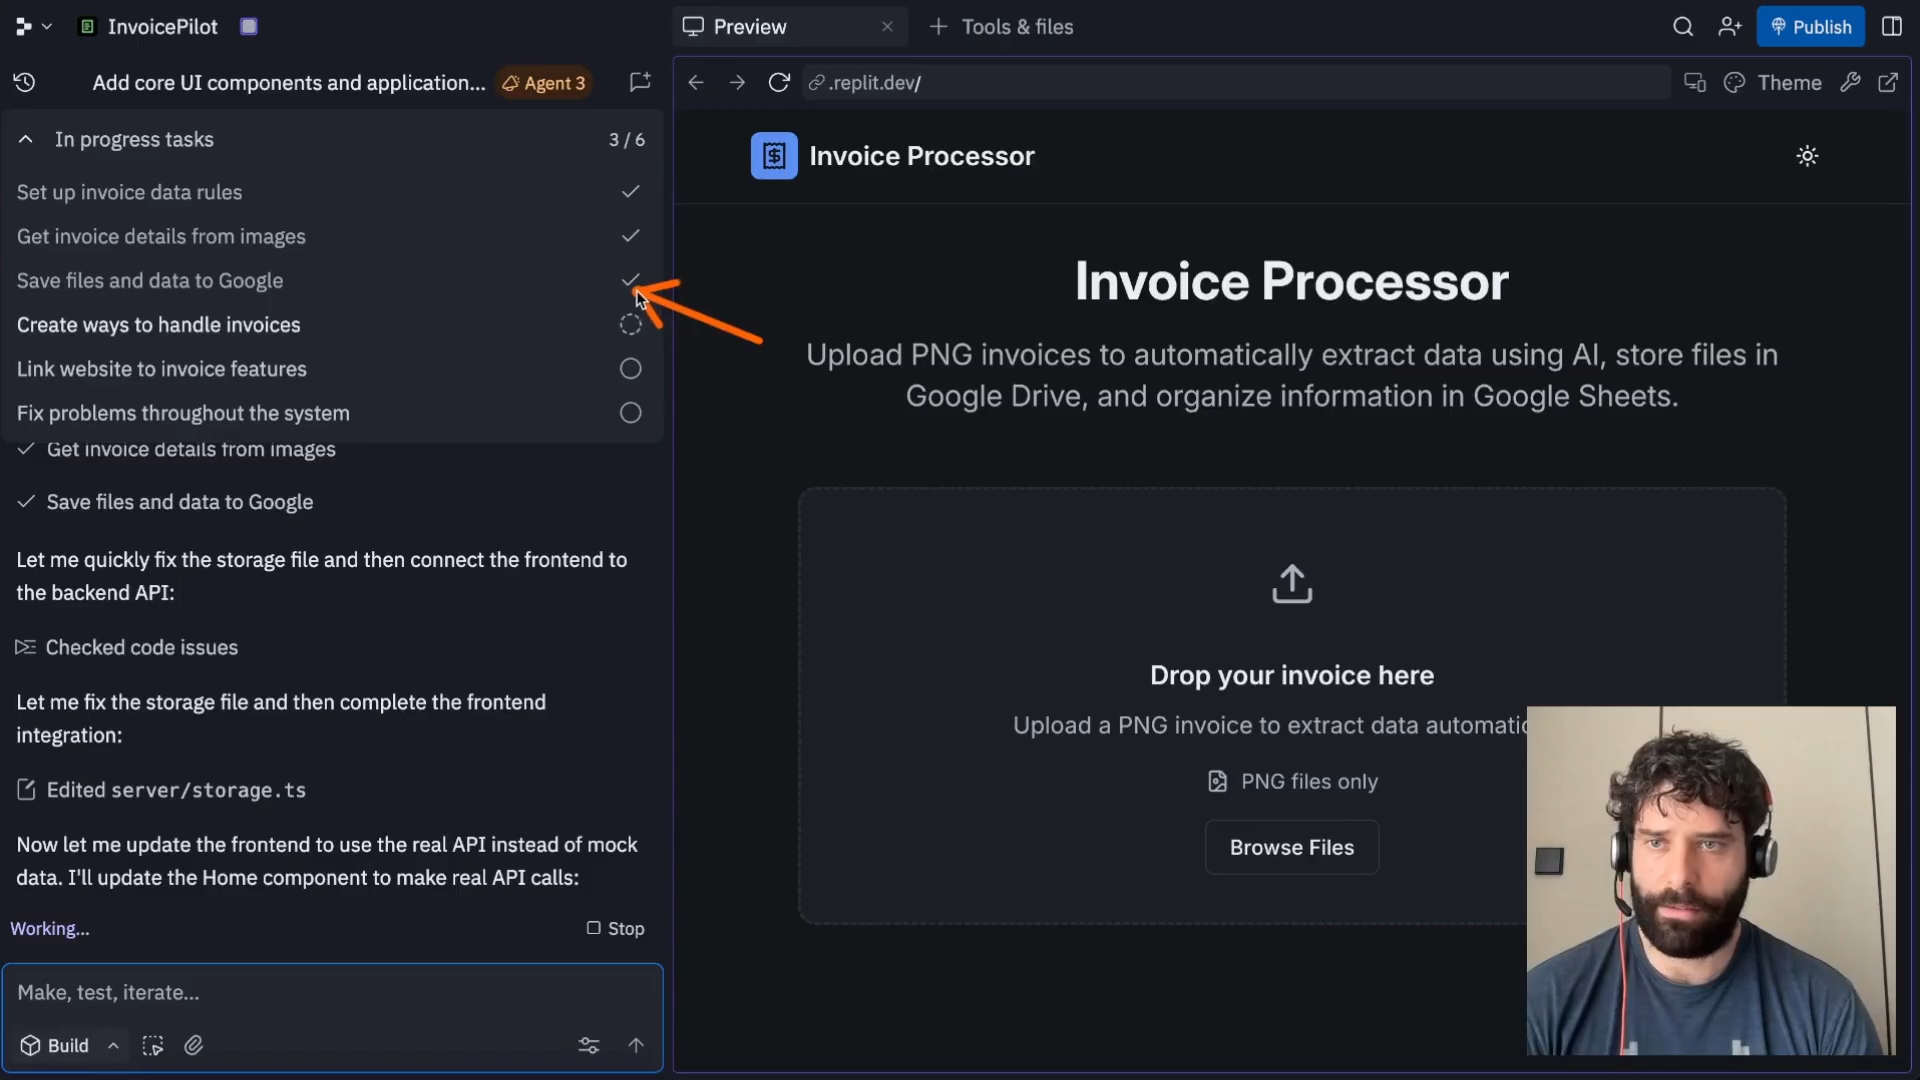 InvoicePilot
Preview
Tools & files
Publish
Add core UI components and application...
Agent 3
.replit.dev/
Theme
In progress tasks
3 / 6
Set up invoice data rules
Get invoice details from images
Save files and data to Google
Create ways to handle invoices
Link website to invoice features
Fix problems throughout the system
Get invoice details from images
Save files and data to Google
Let me quickly fix the storage file and then connect the frontend to
the backend API:
Checked code issues
Let me fix the storage file and then complete the frontend
integration:
Edited server/storage.ts
Now let me update the frontend to use the real API instead of mock
data. I'll update the Home component to make real API calls:
Working...
Stop
Make, test, iterate...
Build
Invoice Processor
Invoice Processor
Upload PNG invoices to automatically extract data using AI, store files in
Google Drive, and organize information in Google Sheets.
Drop your invoice here
Upload a PNG invoice to extract data automatic
PNG files only
Browse Files